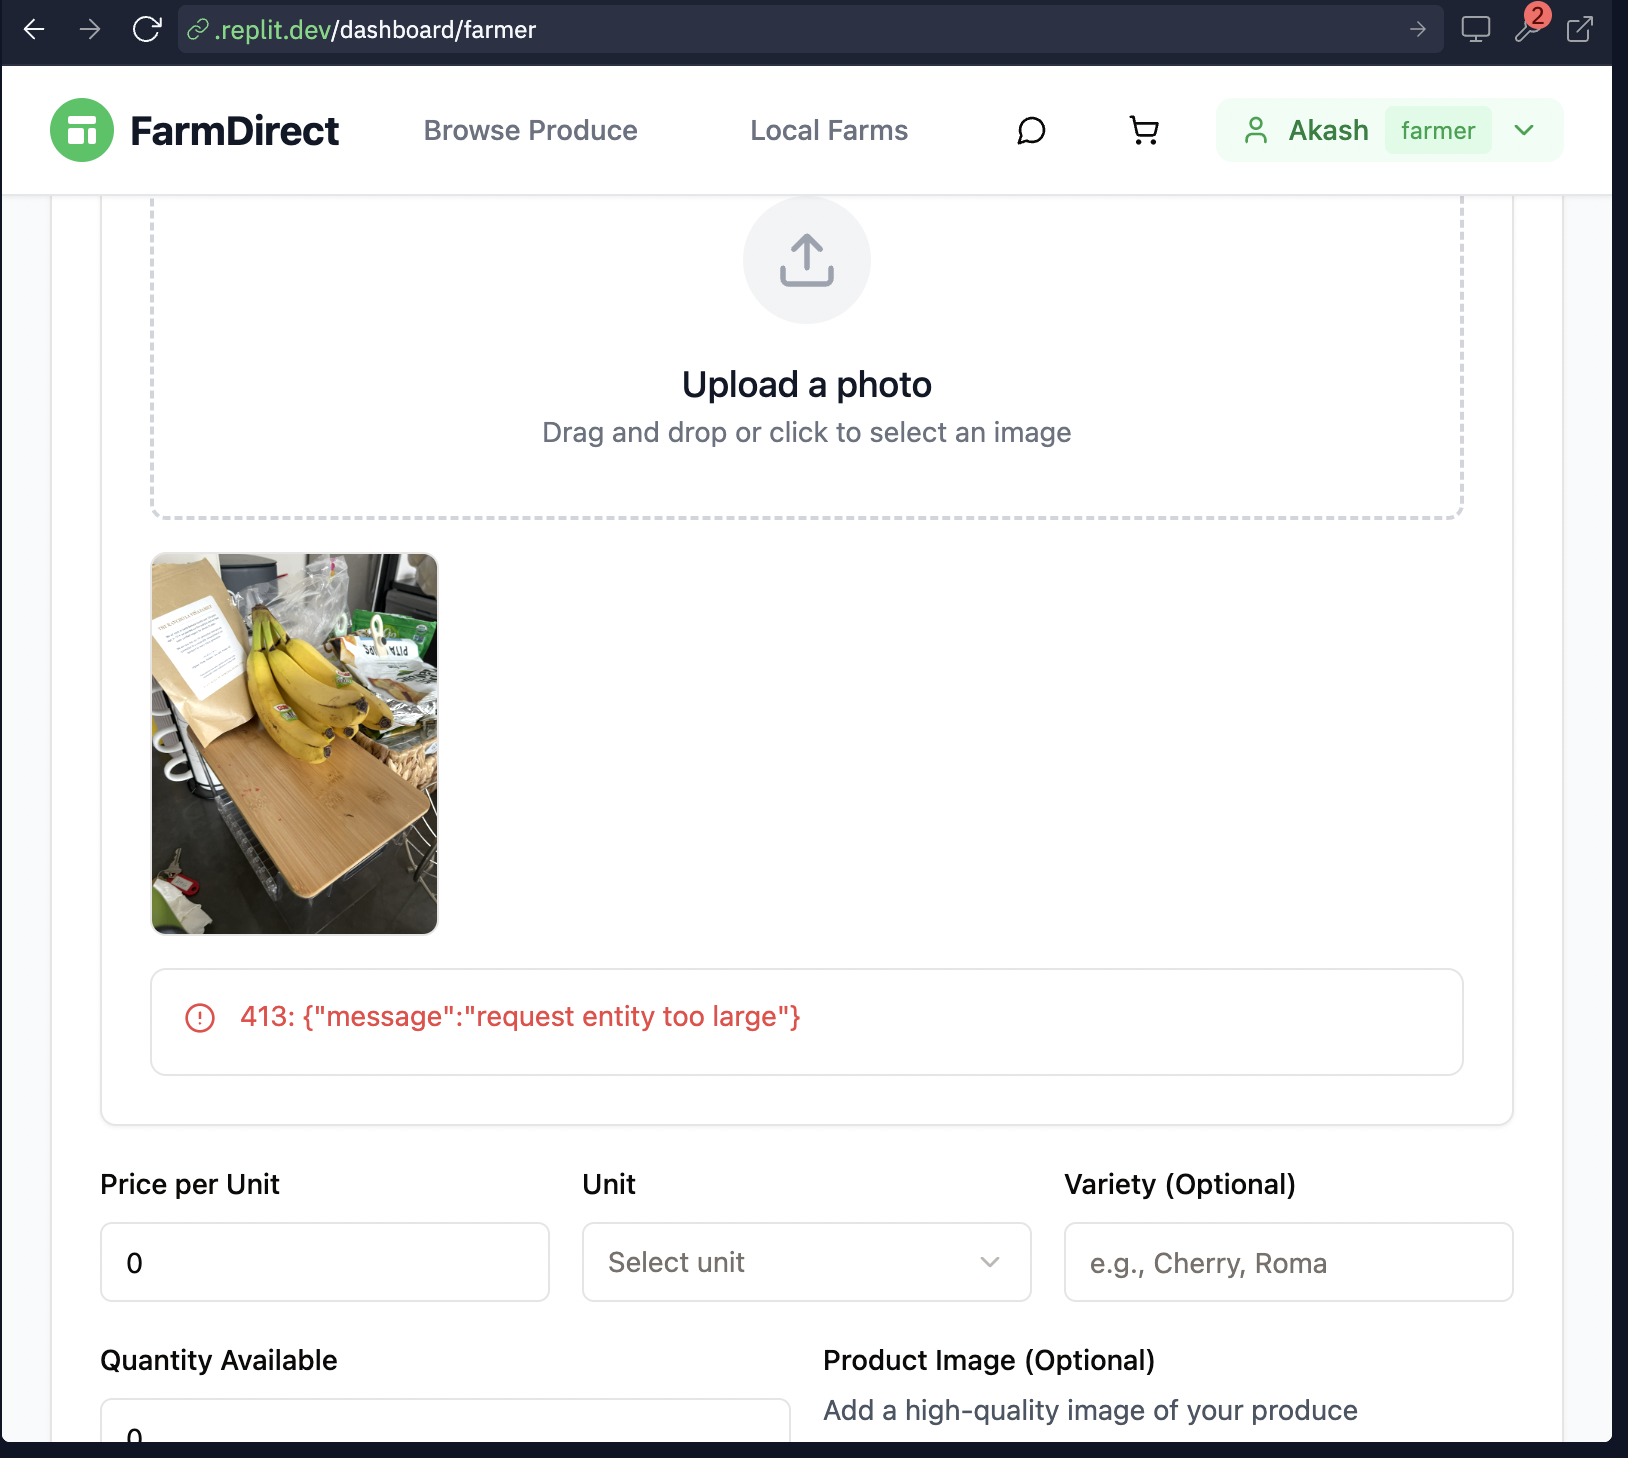 .replit.dev/dashboard/farmer
2
FarmDirect
Browse Produce
Local Farms
Akash
farmer
Upload a photo
Drag and drop or click to select an image
413: {"message":"request entity too large"}
Price per Unit
Unit
Variety (Optional)
0
Select unit
e.g., Cherry, Roma
Quantity Available
Product Image (Optional)
Add a high-quality image of your produce
0